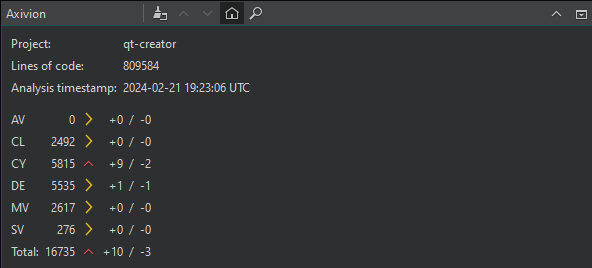 Axivion
Project: qt-creator
Lines of code: 809584
Analysis timestamp: 2024-02-21 19:23:06 UTC
AV 0 +0 / -0
CL 2492 +0 / -0
CY 5815 +9 / -2
DE 5535 +1 / -1
MV 2617 +0 / -0
SV 276 +0 / -0
Total: 16735 +10 / -3